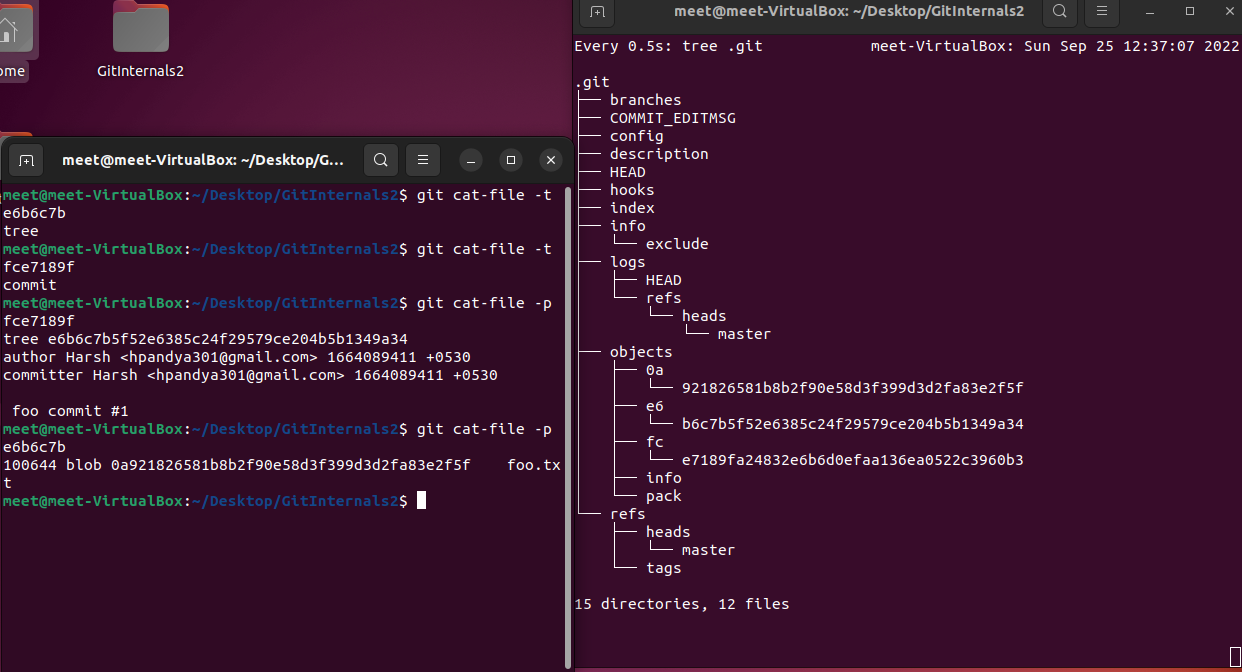 ome
GitInternals2
meet@meet-VirtualBox: ~/Desktop/G...
meet@meet-VirtualBox:~/Desktop/GitInternals2$ git cat-file -t
e6b6c7b
tree
meet@meet-VirtualBox:~/Desktop/GitInternals2$ git cat-file -t
fce7189f
commit
meet@meet-VirtualBox:~/Desktop/GitInternals2$ git cat-file -p
fce7189f
tree e6b6c7b5f52e6385c24f29579ce204b5b1349a34
author Harsh <hpandya301@gmail.com> 1664089411 +0530
committer Harsh <hpandya301@gmail.com> 1664089411 +0530
foo commit #1
meet@meet-VirtualBox:~/Desktop/GitInternals2$ git cat-file -p
e6b6c7b
100644 blob 0a921826581b8b2f90e58d3f399d3d2fa83e2f5f    foo.tx
t
meet@meet-VirtualBox:~/Desktop/GitInternals2$
meet@meet-VirtualBox: ~/Desktop/GitInternals2
Every 0.5s: tree .git    meet-VirtualBox: Sun Sep 25 12:37:07 2022
.git
├── branches
├── COMMIT_EDITMSG
├── config
├── description
├── HEAD
├── hooks
├── index
├── info
│   └── exclude
├── logs
│   ├── HEAD
│   └── refs
│       └── heads
│           └── master
├── objects
│   ├── 0a
│   │   └── 921826581b8b2f90e58d3f399d3d2fa83e2f5f
│   ├── e6
│   │   └── b6c7b5f52e6385c24f29579ce204b5b1349a34
│   ├── fc
│   │   └── e7189fa24832e6b6d0efaa136ea0522c3960b3
│   ├── info
│   └── pack
└── refs
    ├── heads
    │   └── master
    └── tags
15 directories, 12 files